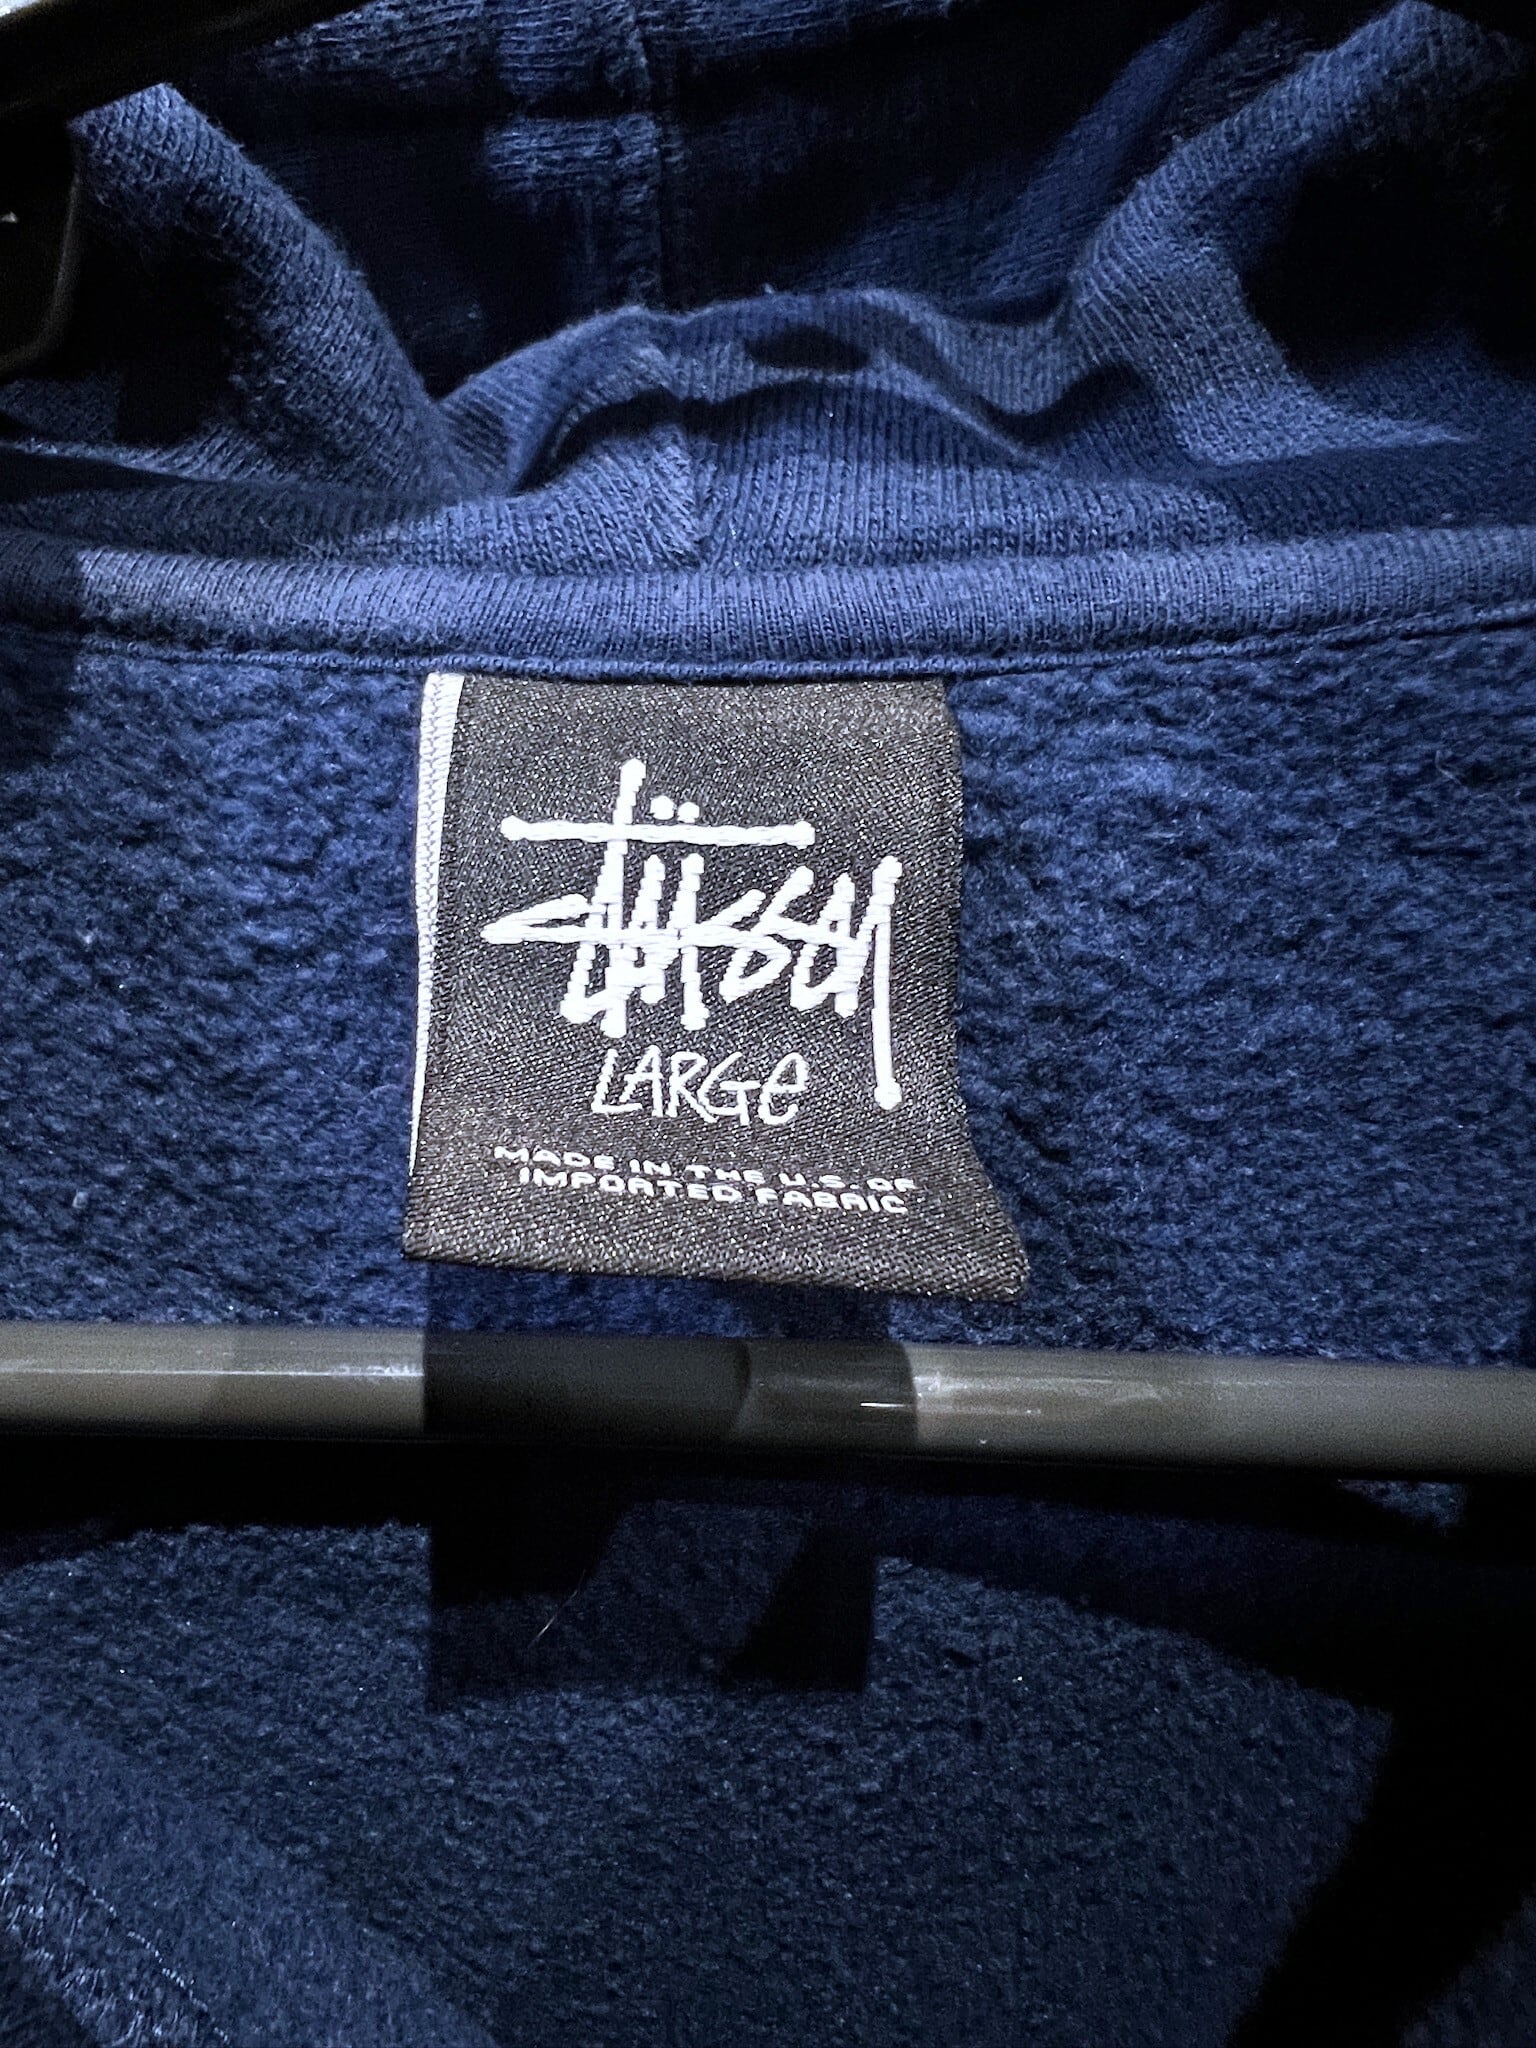 Stüssy
LARGe
MADE IN THE U.S. OF
IMPORTED FABRIC